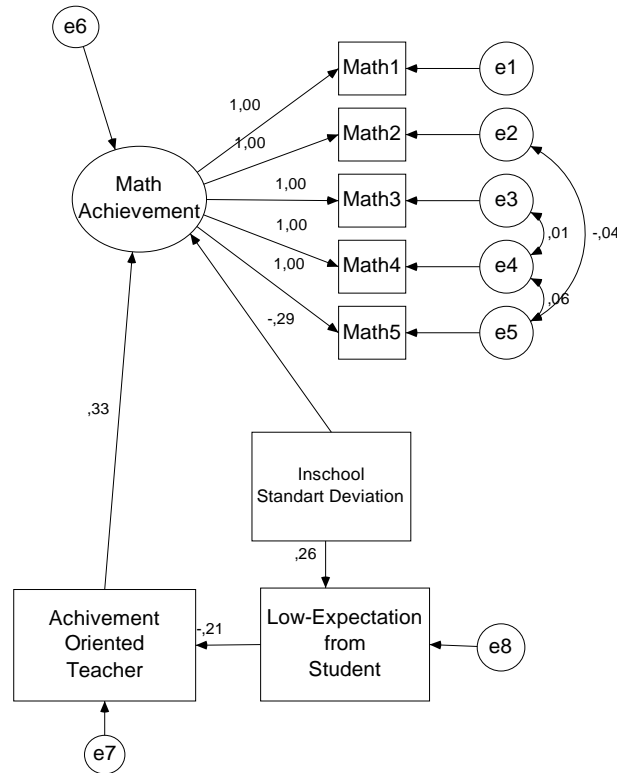 e6
Math1
e1
1,00
Math2
e2
1,00
Math
Achievement
1,00
Math3
e3
,01
-,04
1,00
Math4
e4
1,00
,06
Math5
e5
-,29
,33
Inschool
Standart Deviation
,26
Achivement
Oriented
Teacher
-,21
Low-Expectation
from
Student
e8
e7